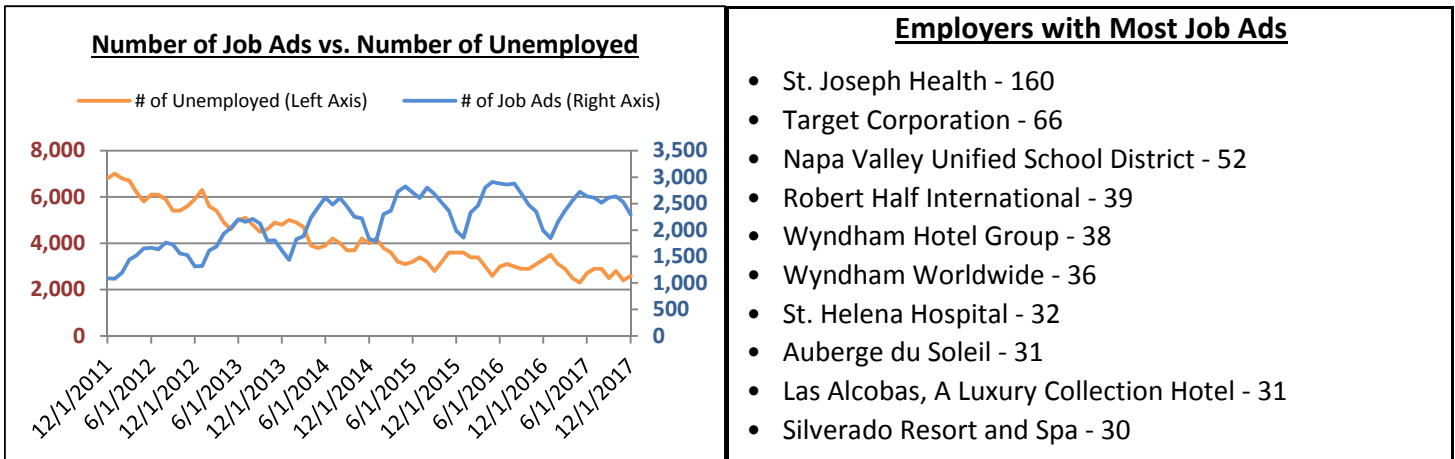 Number of Job Ads vs. Number of Unemployed
# of Unemployed (Left Axis)
# of Job Ads (Right Axis)
8,000
6,000
4,000
2,000
0
3,500
3,000
2,500
2,000
1,500
1,000
500
0
12/1/2011
6/1/2012
12/1/2012
6/1/2013
12/1/2013
6/1/2014
12/1/2014
6/1/2015
12/1/2015
6/1/2016
12/1/2016
6/1/2017
12/1/2017
Employers with Most Job Ads
• St. Joseph Health - 160
• Target Corporation - 66
• Napa Valley Unified School District - 52
• Robert Half International - 39
• Wyndham Hotel Group - 38
• Wyndham Worldwide - 36
• St. Helena Hospital - 32
• Auberge du Soleil - 31
• Las Alcobas, A Luxury Collection Hotel - 31
• Silverado Resort and Spa - 30